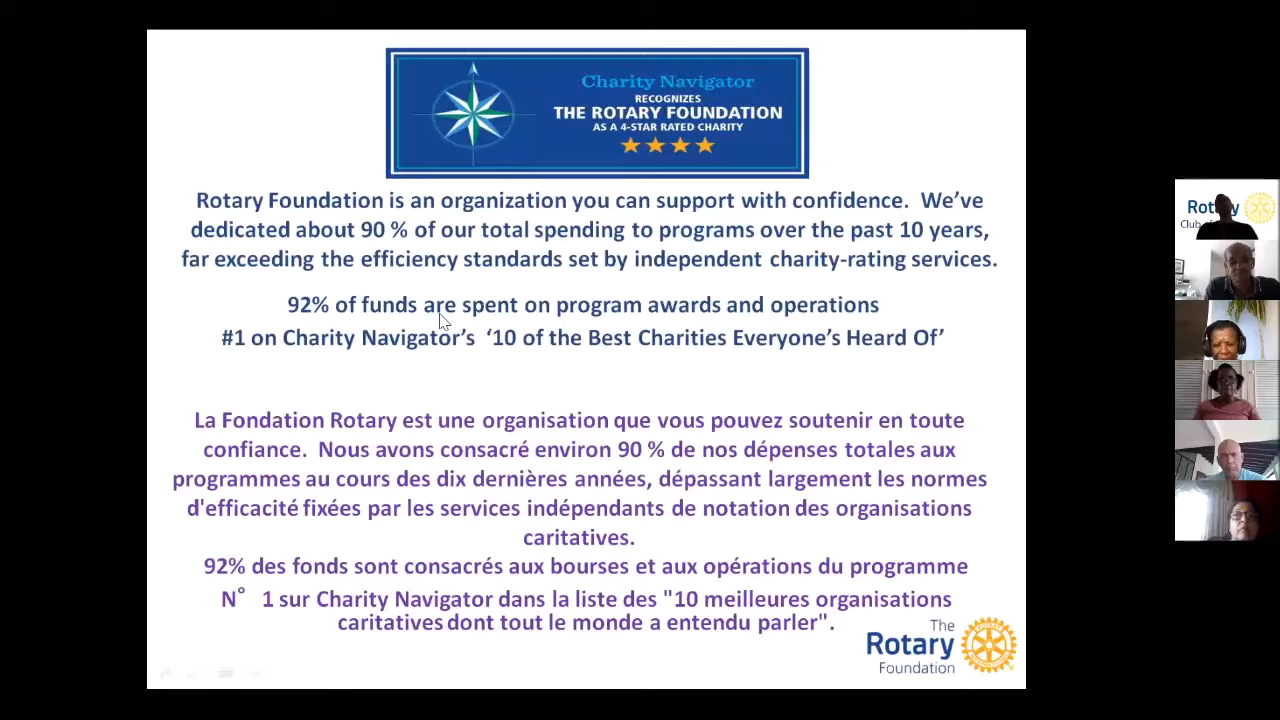 Charity Navigator
RECOGNIZES
THE ROTARY FOUNDATION
AS A 4-STAR RATED CHARITY
Rotary Foundation is an organization you can support with confidence.  We’ve
dedicated about 90 % of our total spending to programs over the past 10 years,
far exceeding the efficiency standards set by independent charity-rating services.
92% of funds are spent on program awards and operations
#1 on Charity Navigator’s  ‘10 of the Best Charities Everyone’s Heard Of’
La Fondation Rotary est une organisation que vous pouvez soutenir en toute
confiance.  Nous avons consacré environ 90 % de nos dépenses totales aux
programmes au cours des dix dernières années, dépassant largement les normes
d'efficacité fixées par les services indépendants de notation des organisations
caritatives.
92% des fonds sont consacrés aux bourses et aux opérations du programme
N° 1 sur Charity Navigator dans la liste des "10 meilleures organisations
caritatives dont tout le monde a entendu parler".
The
Rotary
Foundation
Club